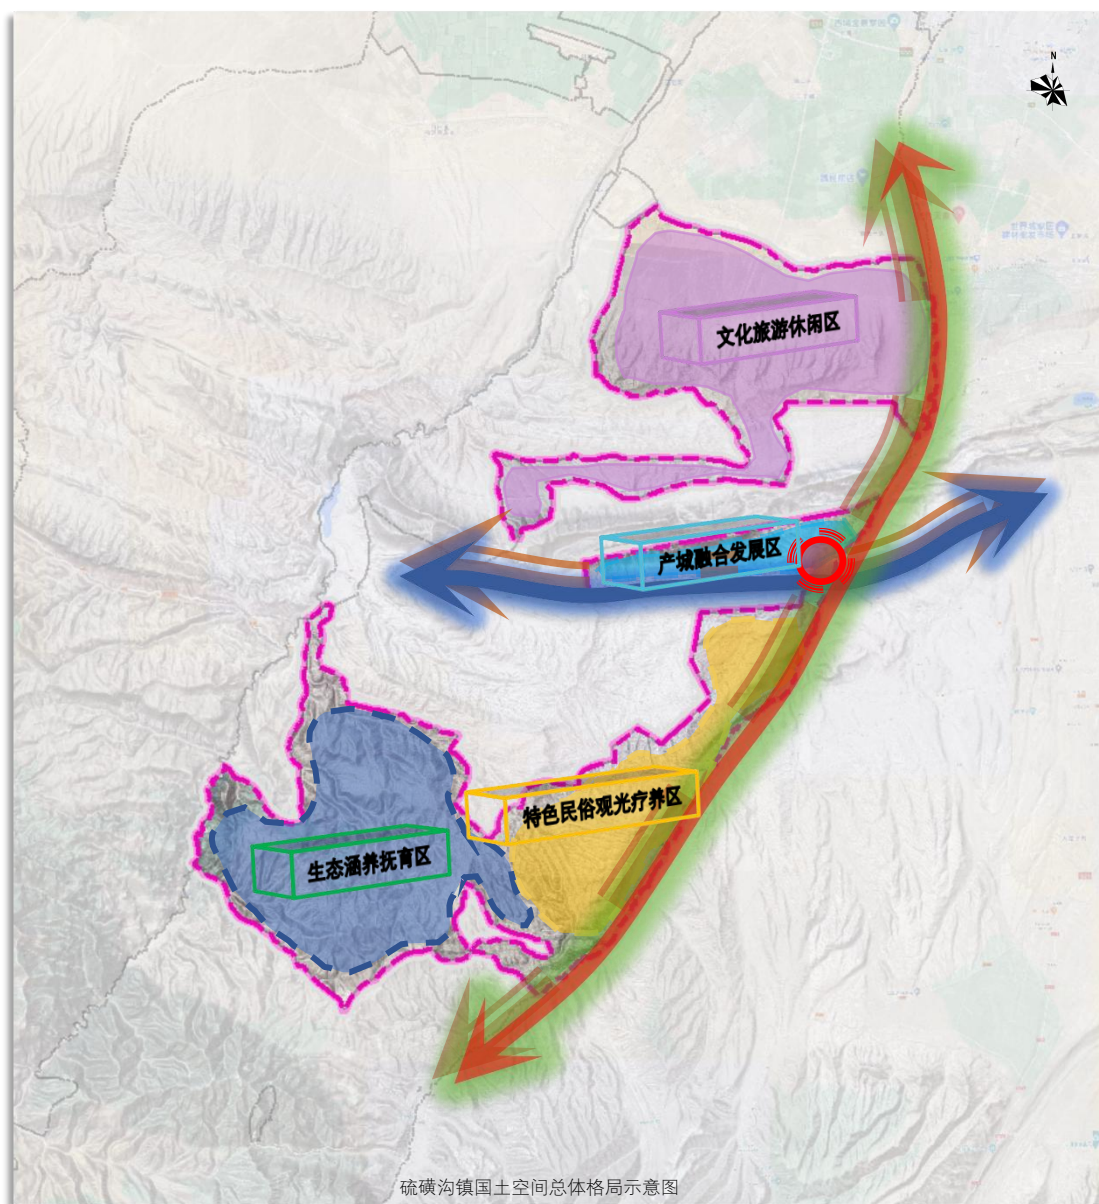 N
文化旅游休闲区
产城融合发展区
特色民俗观光疗养区
生态涵养抚育区
硫磺沟镇国土空间总体格局示意图